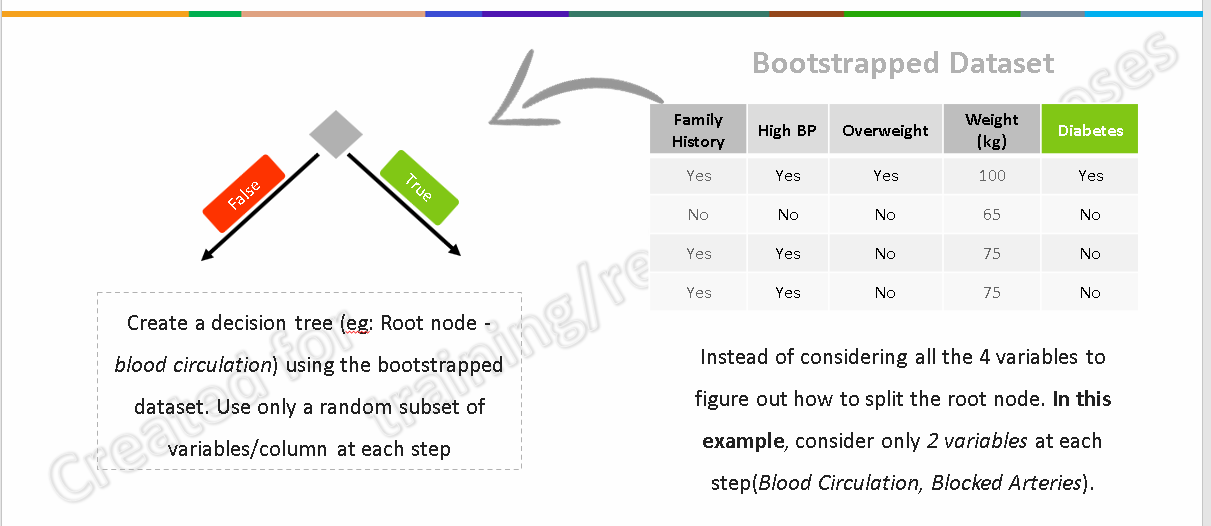 Bootstrapped Dataset
Family History High BP Overweight Weight (kg) Diabetes
Yes Yes Yes 100 Yes
No No No 65 No
Yes Yes No 75 No
Yes Yes No 75 No
False
True
Create a decision tree (eg: Root node -
blood circulation) using the bootstrapped
dataset. Use only a random subset of
variables/column at each step
Instead of considering all the 4 variables to
figure out how to split the root node. In this
example, consider only 2 variables at each
step(Blood Circulation, Blocked Arteries).
Created for training/re
oses